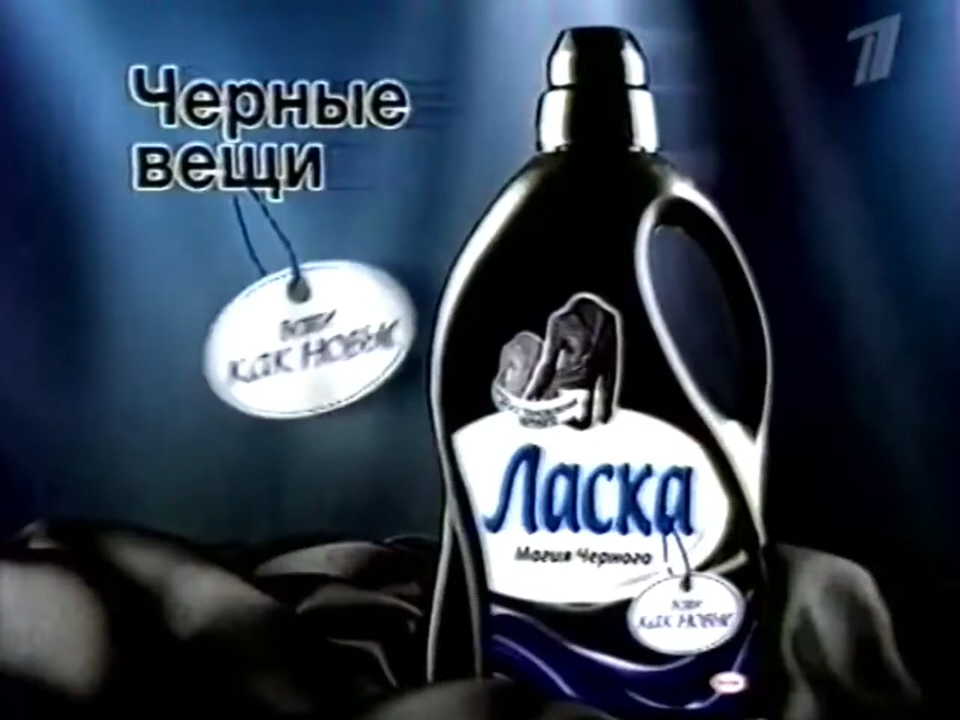 Черные
вещи
КАК НОВЫЕ
Ласка
Магия Черного
КАК НОВЫЕ